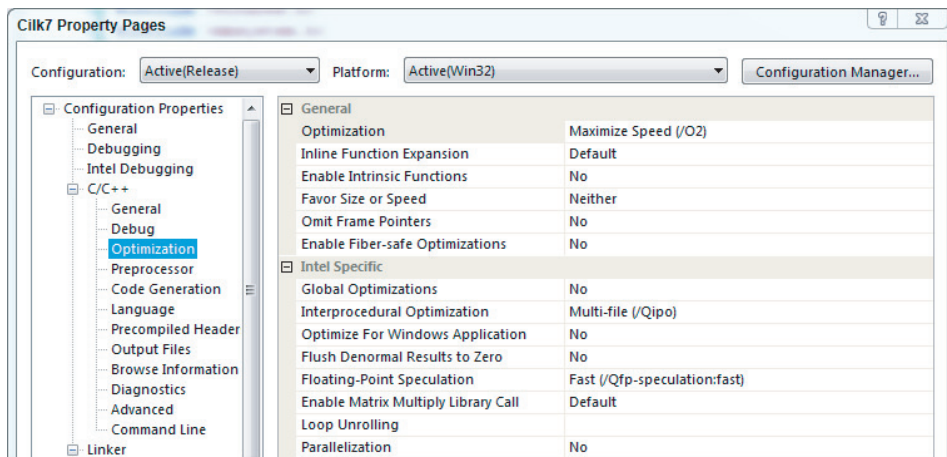 Cilk7 Property Pages
Configuration: Active(Release) Platform: Active(Win32) Configuration Manager...
Configuration Properties
General
Debugging
Intel Debugging
C/C++
General
Debug
Optimization
Preprocessor
Code Generation
Language
Precompiled Header
Output Files
Browse Information
Diagnostics
Advanced
Command Line
Linker
General
Optimization Maximize Speed (/O2)
Inline Function Expansion Default
Enable Intrinsic Functions No
Favor Size or Speed Neither
Omit Frame Pointers No
Enable Fiber-safe Optimizations No
Intel Specific
Global Optimizations No
Interprocedural Optimization Multi-file (/Qipo)
Optimize For Windows Application No
Flush Denormal Results to Zero No
Floating-Point Speculation Fast (/Qfp-speculation:fast)
Enable Matrix Multiply Library Call Default
Loop Unrolling
Parallelization No